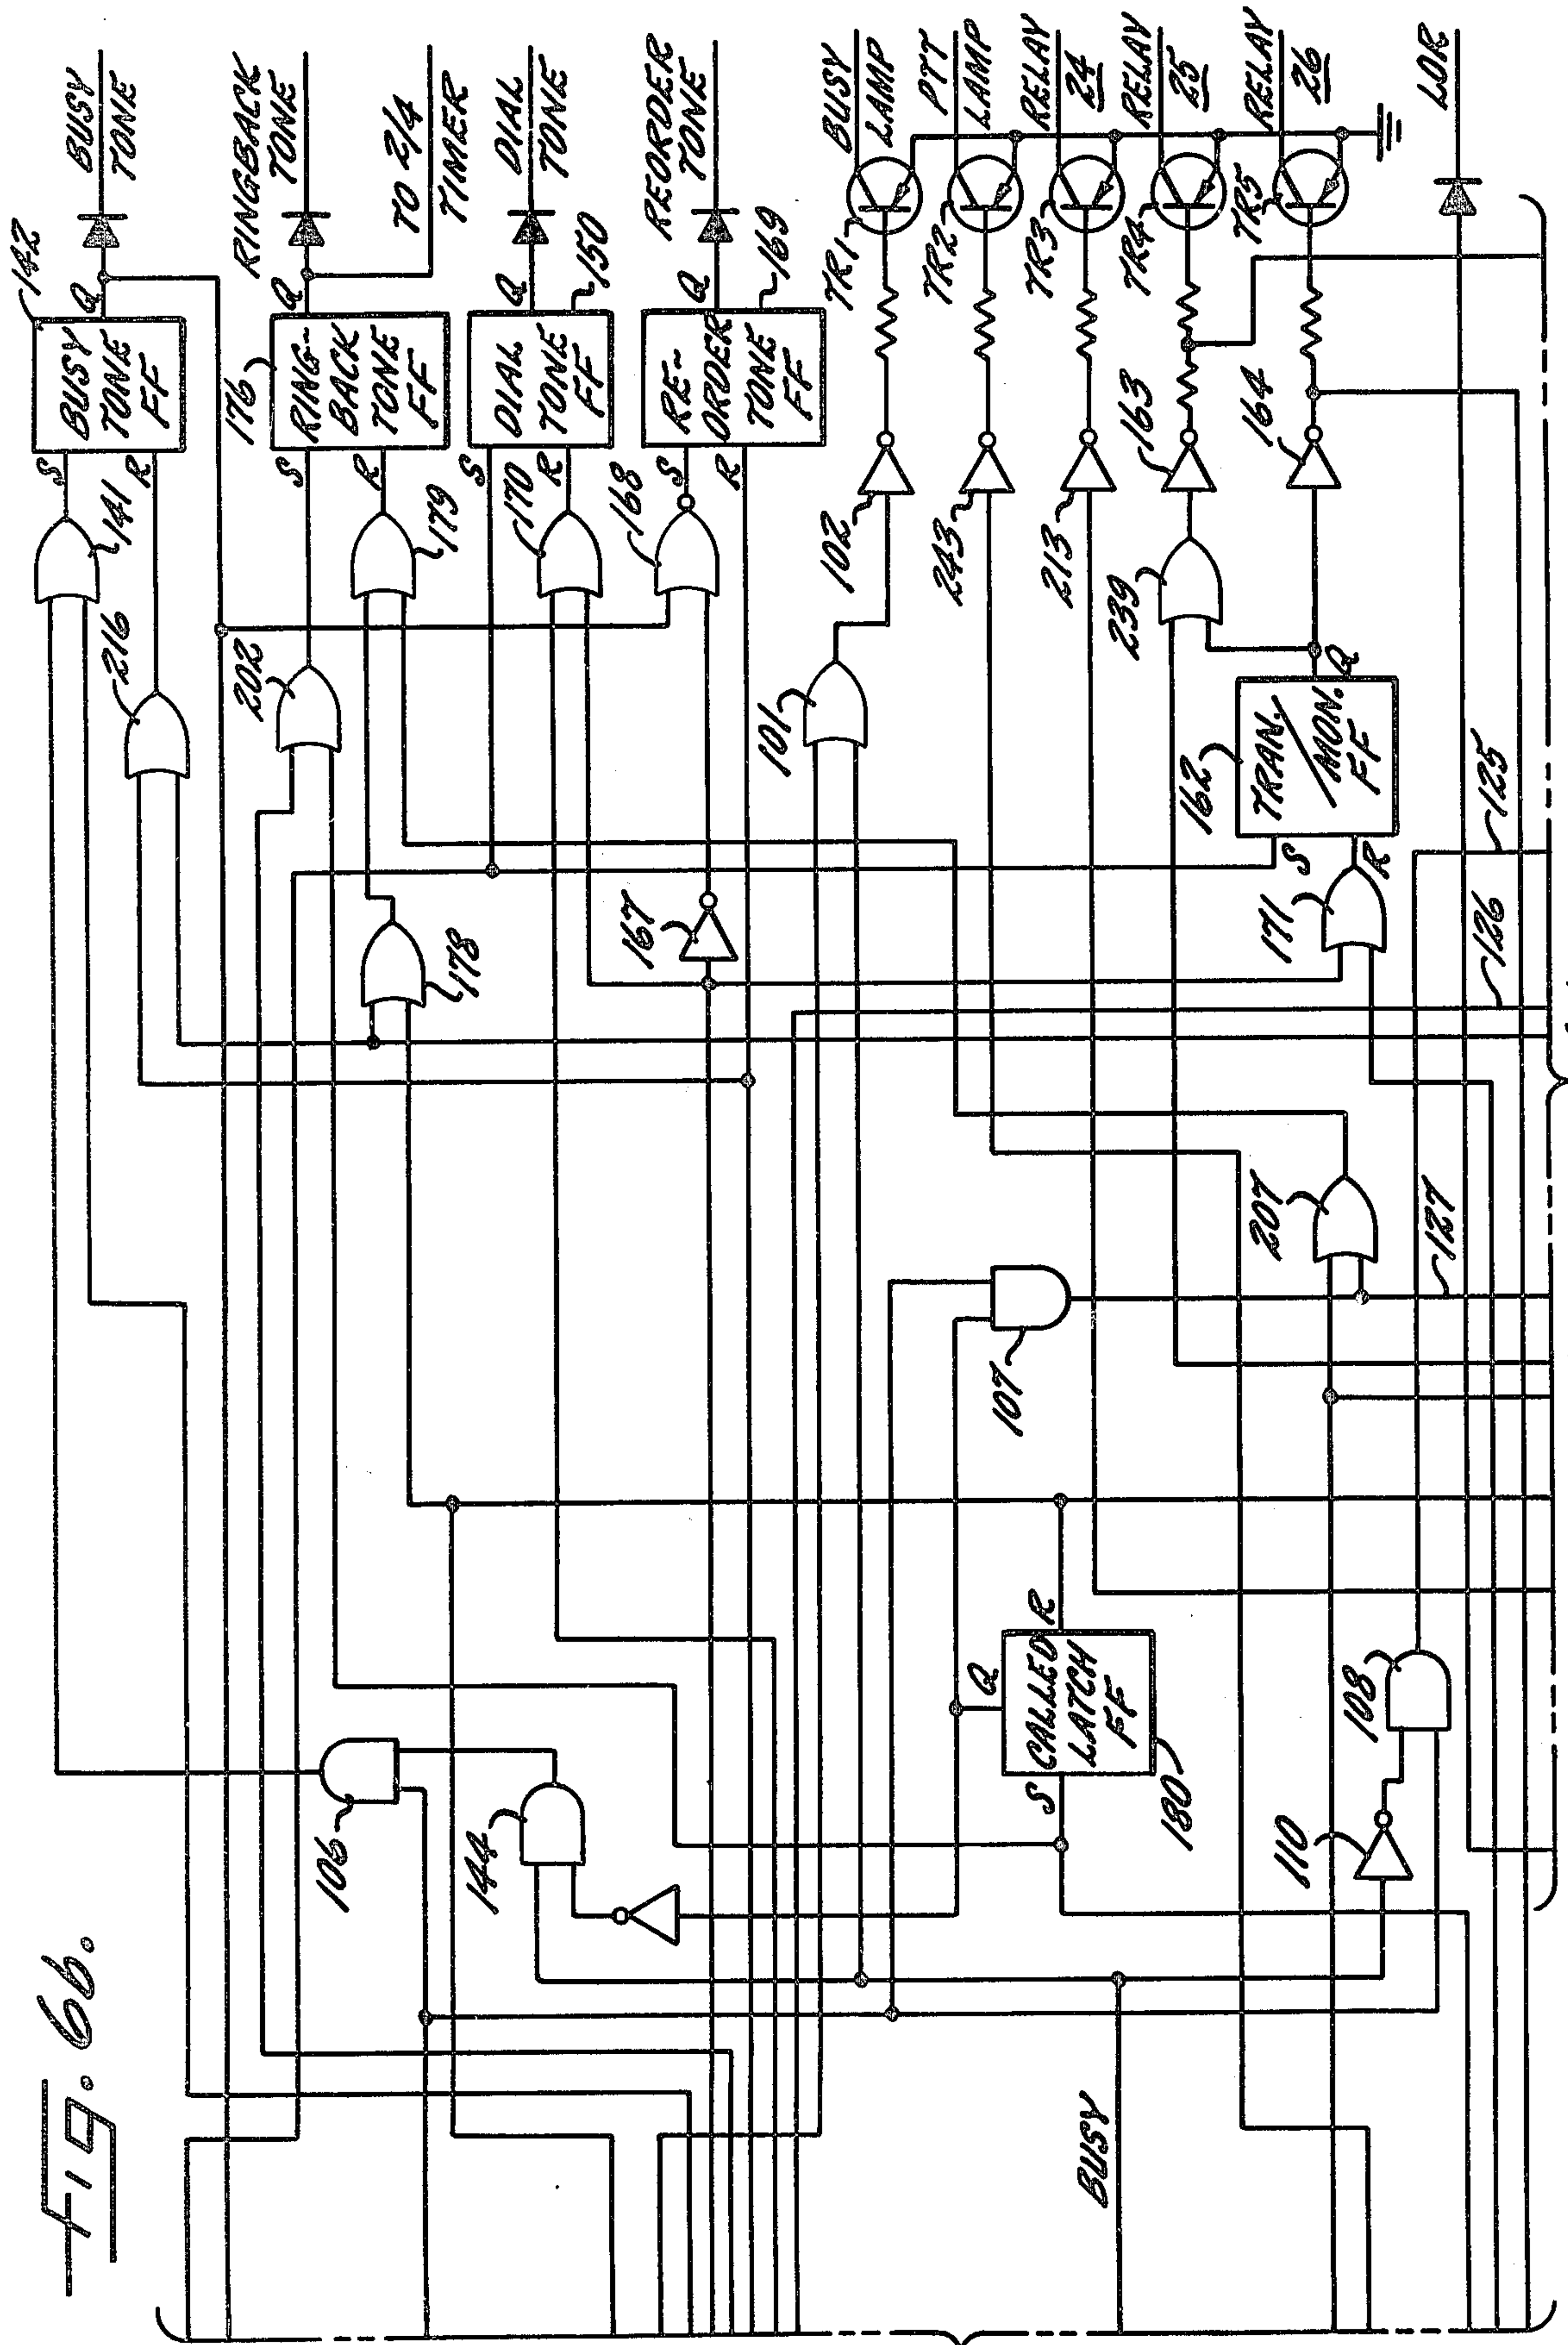 Fig. 6b.
142
BUSY
TONE
FF
S
R
Q
BUSY
TONE
141
216
176
RING-
BACK
TONE
FF
S
R
Q
RINGBACK
TONE
TO 2/4
TIMER
202
179
178
DIAL
TONE
FF
S
R
Q
150
DIAL
TONE
170
RE-
ORDER
TONE
FF
S
R
Q
169
REORDER
TONE
168
167
106
144
101
102
TR1
BUSY
LAMP
243
TR2
PTT
LAMP
213
TR3
RELAY
24
239
163
TR4
RELAY
25
164
TR5
RELAY
26
LOR
107
S
CALLED
LATCH
FF
R
Q
180
162
TRAN./
MON.
FF
S
R
Q
171
207
108
110
BUSY
125
126
127